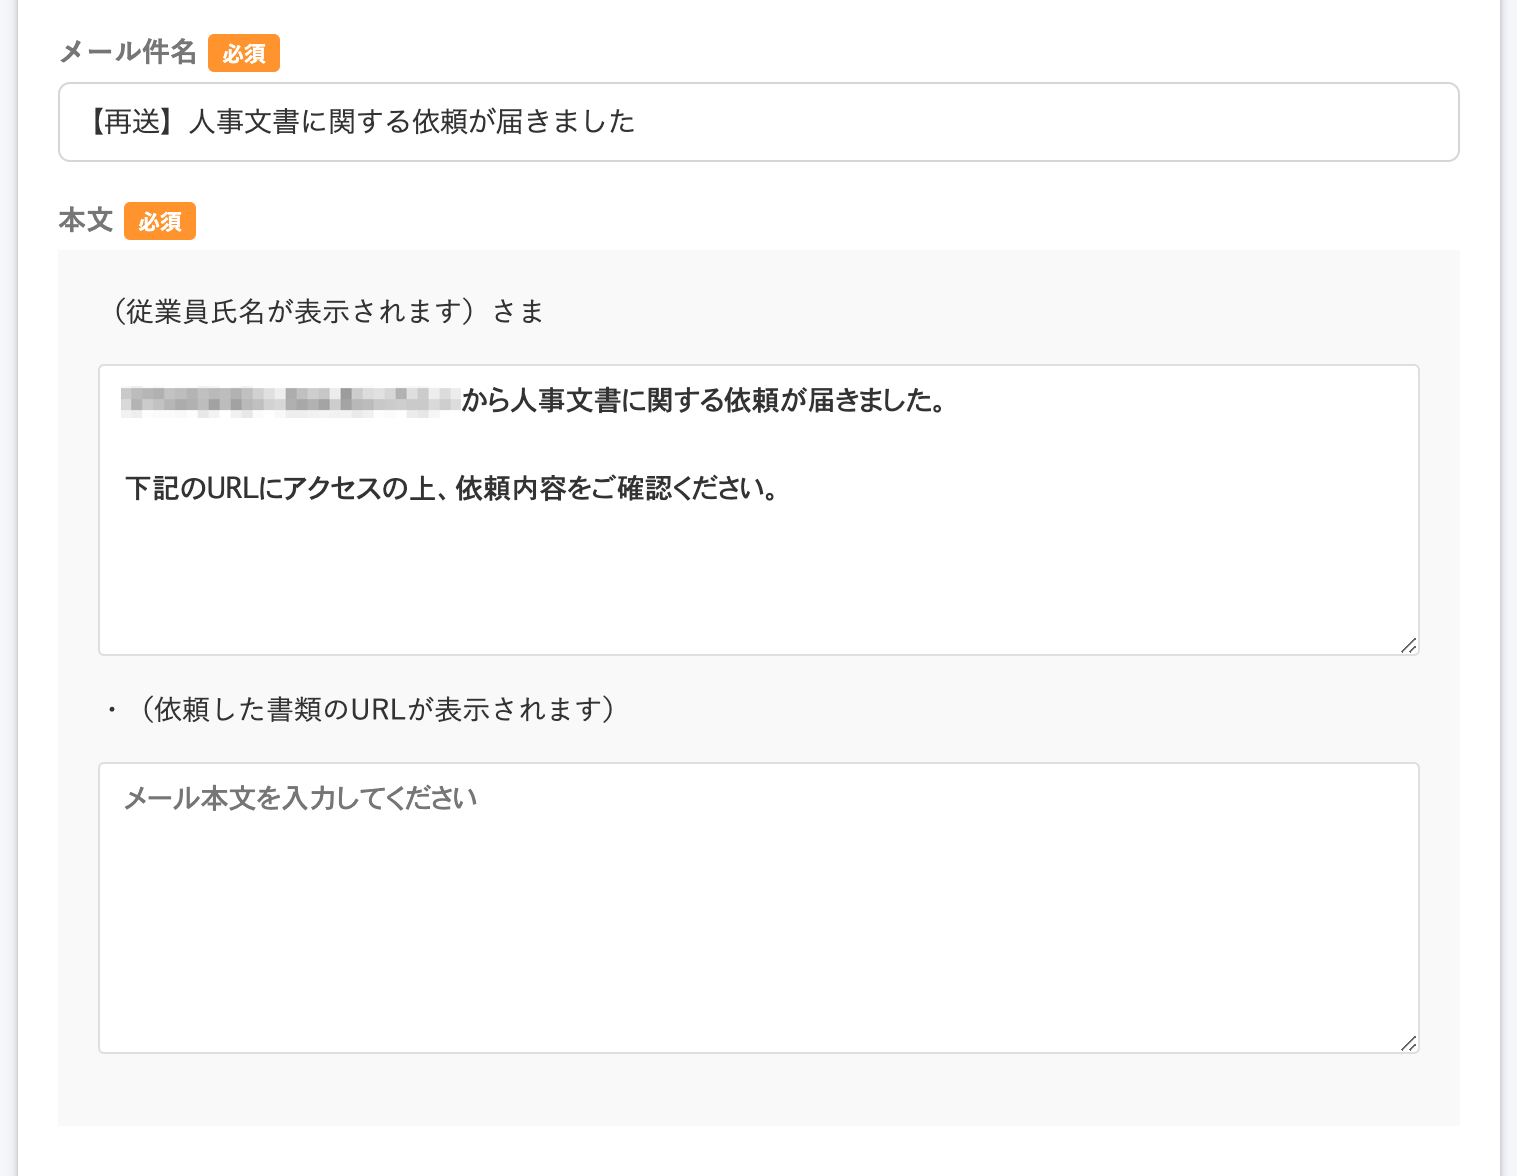 メール件名 必須
【再送】人事文書に関する依頼が届きました
本文 必須
（従業員氏名が表示されます）さま
から人事文書に関する依頼が届きました。
下記のURLにアクセスの上、依頼内容をご確認ください。
・（依頼した書類のURLが表示されます）
メール本文を入力してください